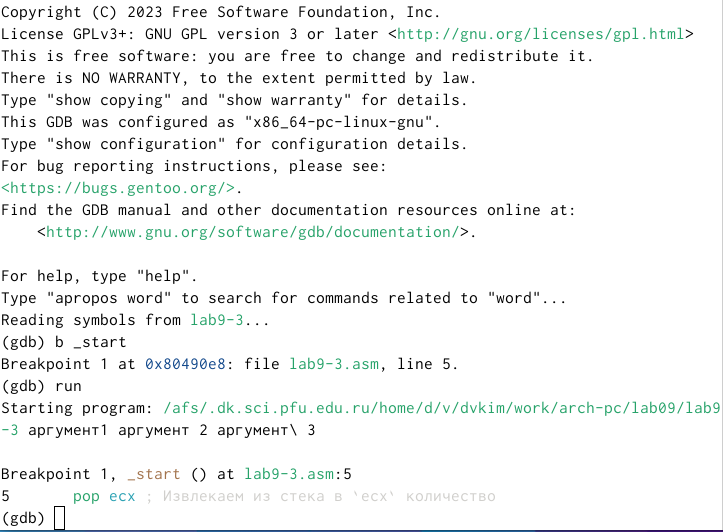 Copyright (C) 2023 Free Software Foundation, Inc.
License GPLv3+: GNU GPL version 3 or later <http://gnu.org/licenses/gpl.html>
This is free software: you are free to change and redistribute it.
There is NO WARRANTY, to the extent permitted by law.
Type "show copying" and "show warranty" for details.
This GDB was configured as "x86_64-pc-linux-gnu".
Type "show configuration" for configuration details.
For bug reporting instructions, please see:
<https://bugs.gentoo.org/>.
Find the GDB manual and other documentation resources online at:
    <http://www.gnu.org/software/gdb/documentation/>.

For help, type "help".
Type "apropos word" to search for commands related to "word"...
Reading symbols from lab9-3...
(gdb) b _start
Breakpoint 1 at 0x80490e8: file lab9-3.asm, line 5.
(gdb) run
Starting program: /afs/.dk.sci.pfu.edu.ru/home/d/v/dvkim/work/arch-pc/lab09/lab9
-3 аргумент1 аргумент 2 аргумент\ 3

Breakpoint 1, _start () at lab9-3.asm:5
5       pop ecx ; Извлекаем из стека в `ecx` количество
(gdb)